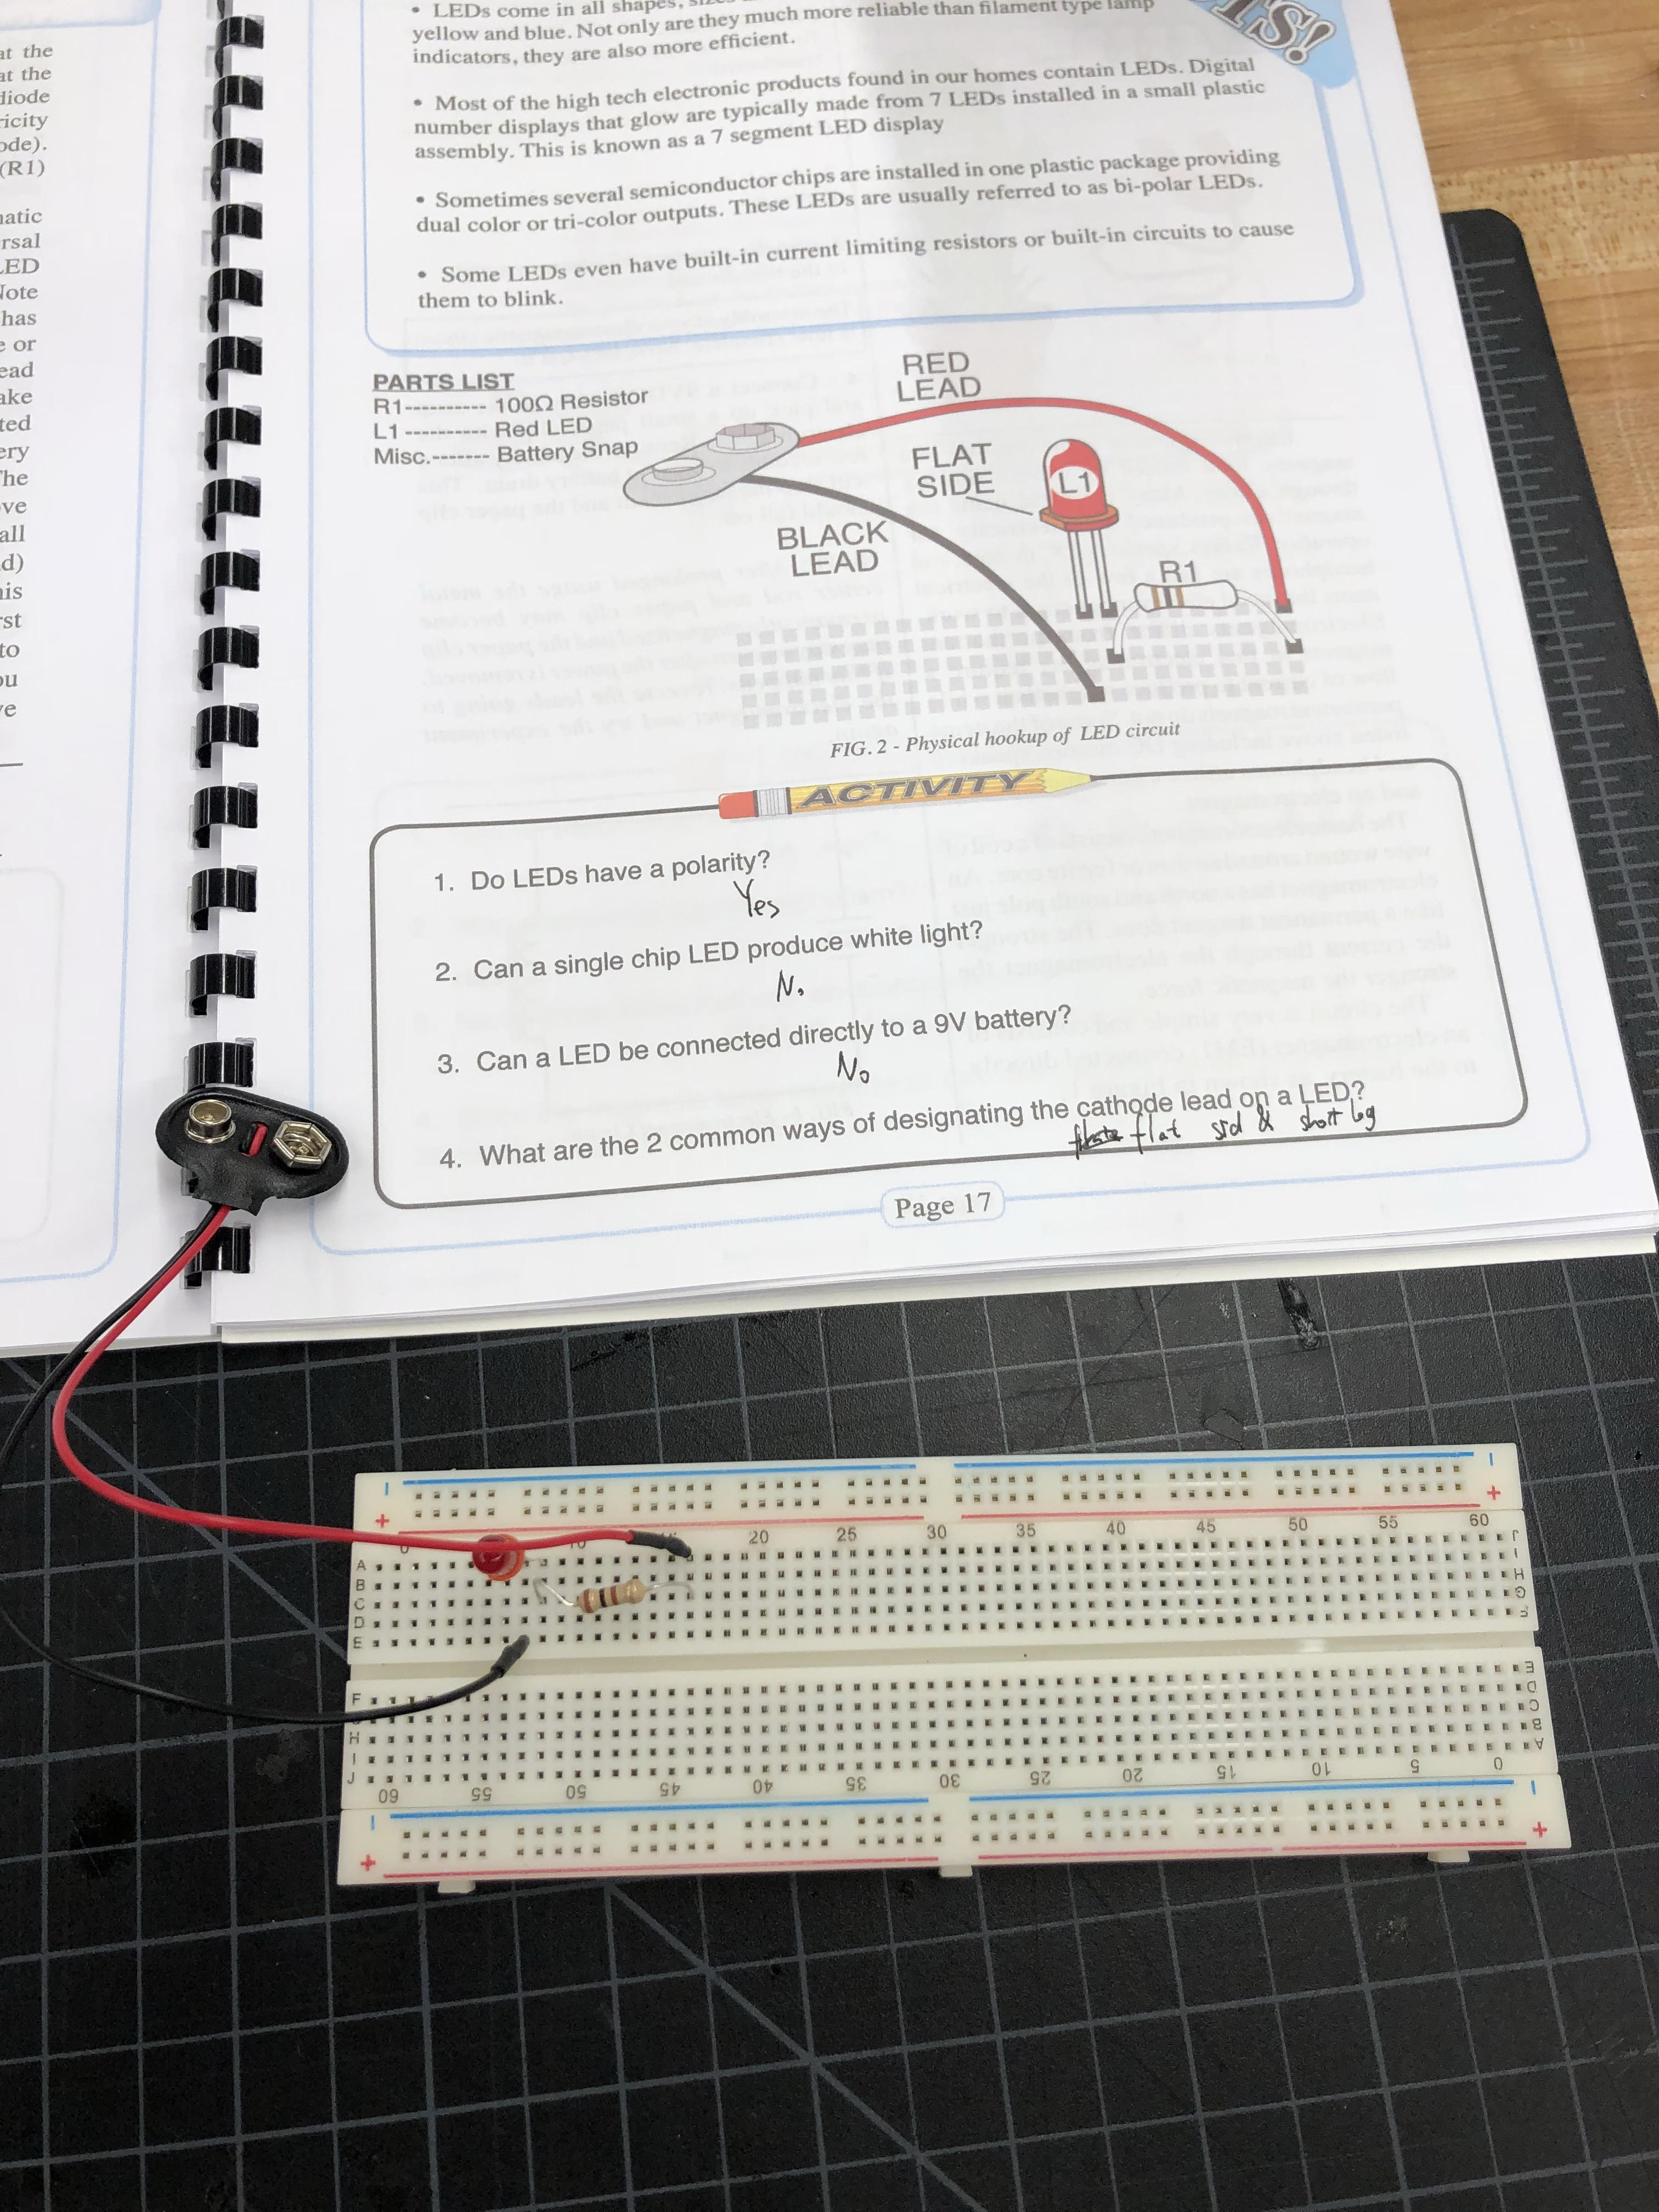 at the
at the
diode
ricity
ode).
(R1)
natic
rsal
LED
Note
has
e or
ead
ake
ted
ery
The
ove
all
d)
his
rst
to
ou
ve
TS!
• LEDs come in all shapes,
yellow and blue. Not only are they much more reliable than filament type lamp
indicators, they are also more efficient.
• Most of the high tech electronic products found in our homes contain LEDs. Digital
number displays that glow are typically made from 7 LEDs installed in a small plastic
assembly. This is known as a 7 segment LED display
• Sometimes several semiconductor chips are installed in one plastic package providing
dual color or tri-color outputs. These LEDs are usually referred to as bi-polar LEDs.
• Some LEDs even have built-in current limiting resistors or built-in circuits to cause
them to blink.
PARTS LIST
R1---------- 100Ω Resistor
L1 ---------- Red LED
Misc.------- Battery Snap
RED
LEAD
FLAT
SIDE
L1
BLACK
LEAD
R1
FIG. 2 - Physical hookup of LED circuit
ACTIVITY
1. Do LEDs have a polarity?
Yes
2. Can a single chip LED produce white light?
No
3. Can a LED be connected directly to a 9V battery?
No
4. What are the 2 common ways of designating the cathode lead on a LED?
flat sid & short leg
Page 17
+ +
0 10 15 20 25 30 35 40 45 50 55 60
A J
B I
C H
D G
E F
F E
D
H C
I B
J A
60 55 50 45 40 35 30 25 20 15 10 5 0
+ +